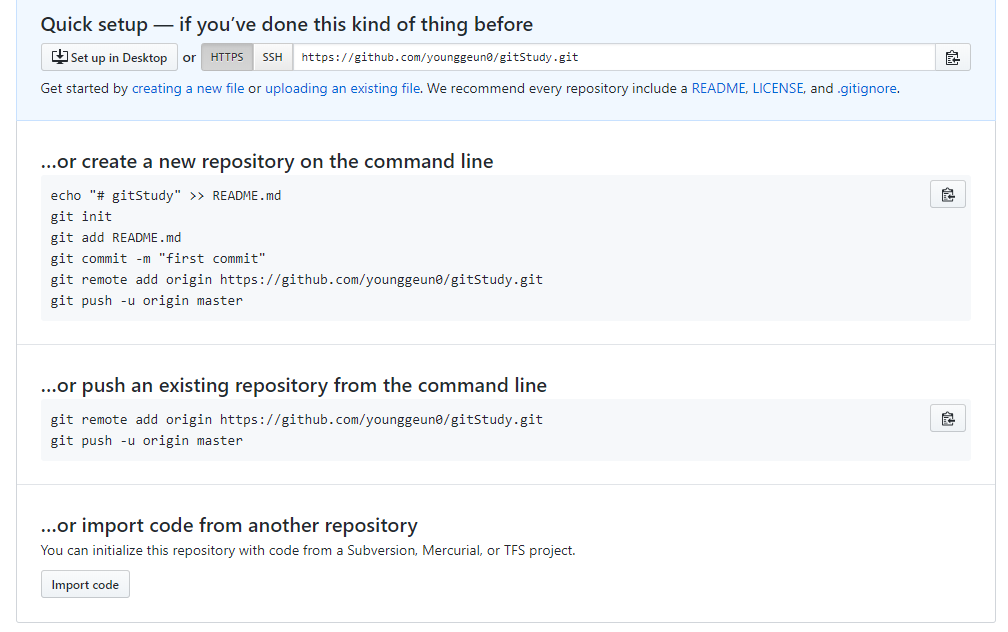 Quick setup — if you’ve done this kind of thing before
Set up in Desktop or HTTPS SSH https://github.com/younggeun0/gitStudy.git
Get started by creating a new file or uploading an existing file. We recommend every repository include a README, LICENSE, and .gitignore.
…or create a new repository on the command line
echo "# gitStudy" >> README.md
git init
git add README.md
git commit -m "first commit"
git remote add origin https://github.com/younggeun0/gitStudy.git
git push -u origin master
…or push an existing repository from the command line
git remote add origin https://github.com/younggeun0/gitStudy.git
git push -u origin master
…or import code from another repository
You can initialize this repository with code from a Subversion, Mercurial, or TFS project.
Import code